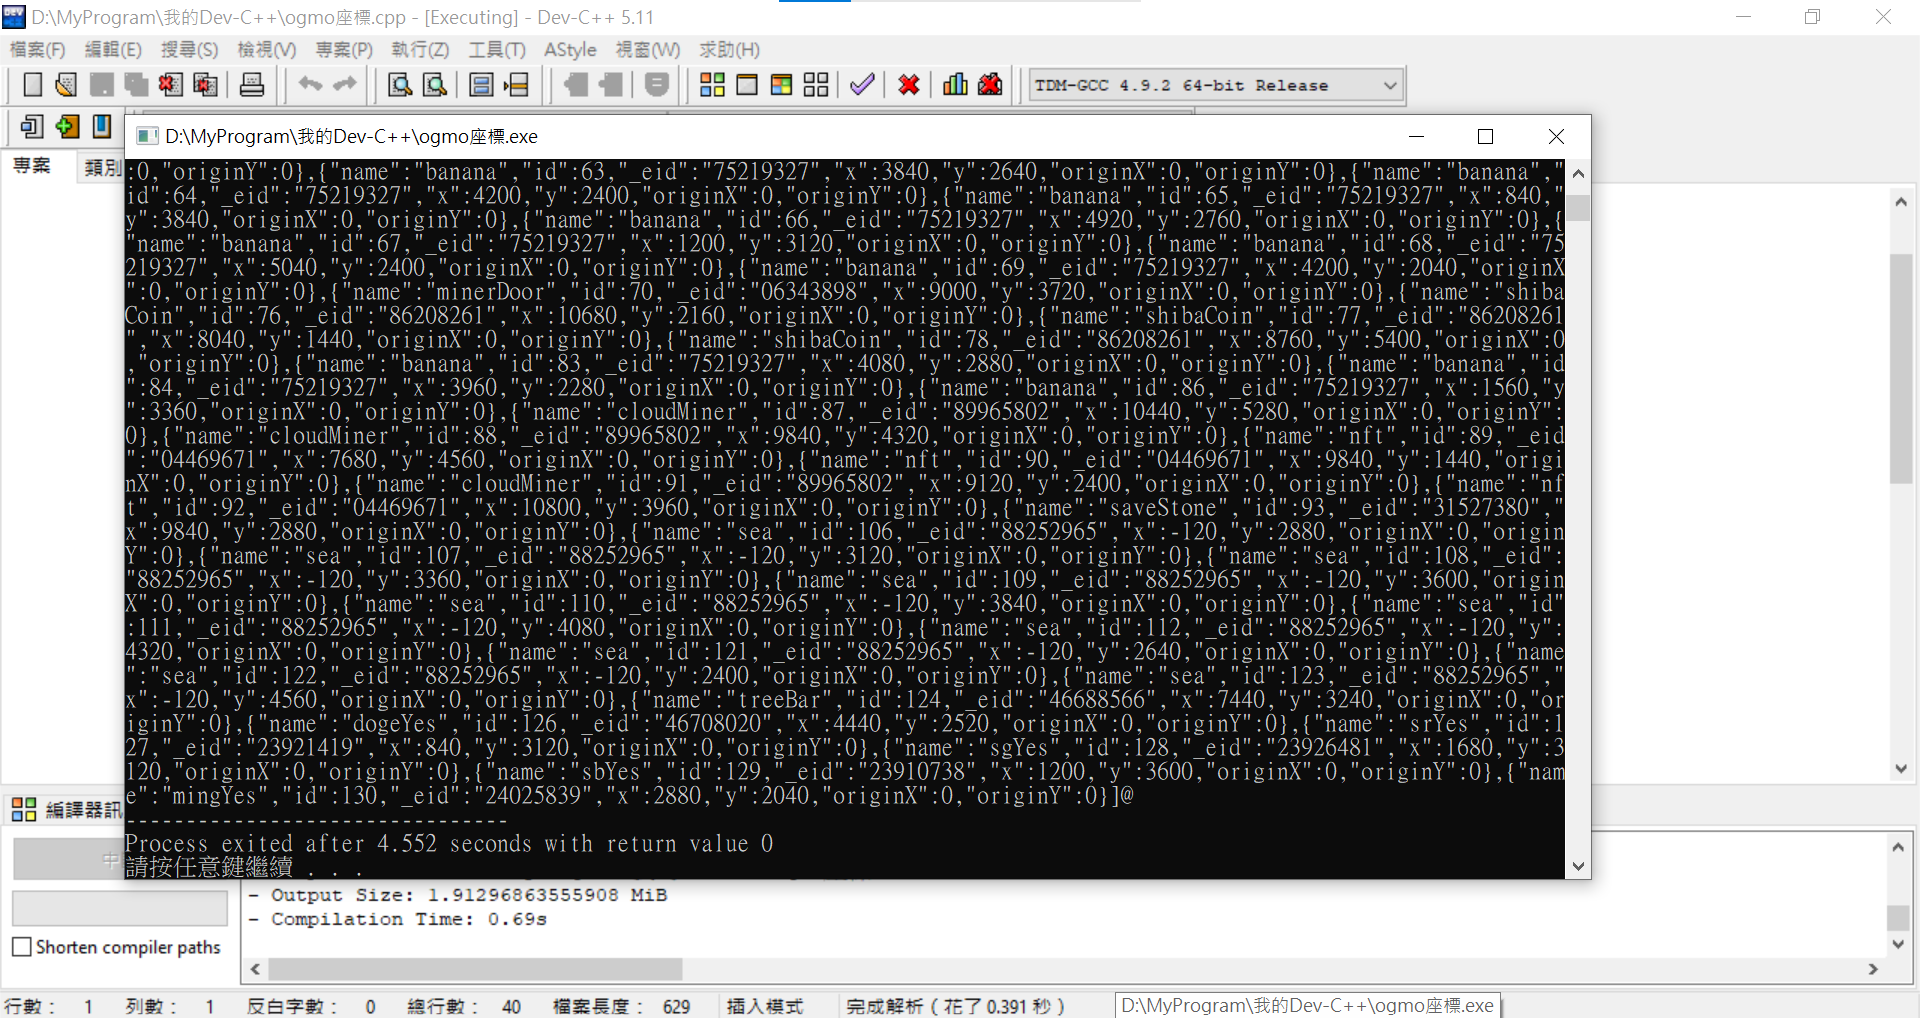 D:\MyProgram\我的Dev-C++\ogmo座標.cpp - [Executing] - Dev-C++ 5.11
檔案(F) 編輯(E) 搜尋(S) 檢視(V) 專案(P) 執行(Z) 工具(T) AStyle 視窗(W) 求助(H)
TDM-GCC 4.9.2 64-bit Release
D:\MyProgram\我的Dev-C++\ogmo座標.exe
專案 類別
:0,"originY":0},{"name":"banana","id":63,"_eid":"75219327","x":3840,"y":2640,"originX":0,"originY":0},{"name":"banana","
id":64,"_eid":"75219327","x":4200,"y":2400,"originX":0,"originY":0},{"name":"banana","id":65,"_eid":"75219327","x":840,"
y":3840,"originX":0,"originY":0},{"name":"banana","id":66,"_eid":"75219327","x":4920,"y":2760,"originX":0,"originY":0},{
"name":"banana","id":67,"_eid":"75219327","x":1200,"y":3120,"originX":0,"originY":0},{"name":"banana","id":68,"_eid":"75
219327","x":5040,"y":2400,"originX":0,"originY":0},{"name":"banana","id":69,"_eid":"75219327","x":4200,"y":2040,"originX
":0,"originY":0},{"name":"minerDoor","id":70,"_eid":"06343898","x":9000,"y":3720,"originX":0,"originY":0},{"name":"shiba
Coin","id":76,"_eid":"86208261","x":10680,"y":2160,"originX":0,"originY":0},{"name":"shibaCoin","id":77,"_eid":"86208261
","x":8040,"y":1440,"originX":0,"originY":0},{"name":"shibaCoin","id":78,"_eid":"86208261","x":8760,"y":5400,"originX":0
,"originY":0},{"name":"banana","id":83,"_eid":"75219327","x":4080,"y":2880,"originX":0,"originY":0},{"name":"banana","id
":84,"_eid":"75219327","x":3960,"y":2280,"originX":0,"originY":0},{"name":"banana","id":86,"_eid":"75219327","x":1560,"y
":3360,"originX":0,"originY":0},{"name":"cloudMiner","id":87,"_eid":"89965802","x":10440,"y":5280,"originX":0,"originY":
0},{"name":"cloudMiner","id":88,"_eid":"89965802","x":9840,"y":4320,"originX":0,"originY":0},{"name":"nft","id":89,"_eid
":"04469671","x":7680,"y":4560,"originX":0,"originY":0},{"name":"nft","id":90,"_eid":"04469671","x":9840,"y":1440,"origi
nX":0,"originY":0},{"name":"cloudMiner","id":91,"_eid":"89965802","x":9120,"y":2400,"originX":0,"originY":0},{"name":"nf
t","id":92,"_eid":"04469671","x":10800,"y":3960,"originX":0,"originY":0},{"name":"saveStone","id":93,"_eid":"31527380","
x":9840,"y":2880,"originX":0,"originY":0},{"name":"sea","id":106,"_eid":"88252965","x":-120,"y":2880,"originX":0,"origin
Y":0},{"name":"sea","id":107,"_eid":"88252965","x":-120,"y":3120,"originX":0,"originY":0},{"name":"sea","id":108,"_eid":
"88252965","x":-120,"y":3360,"originX":0,"originY":0},{"name":"sea","id":109,"_eid":"88252965","x":-120,"y":3600,"origin
X":0,"originY":0},{"name":"sea","id":110,"_eid":"88252965","x":-120,"y":3840,"originX":0,"originY":0},{"name":"sea","id"
:111,"_eid":"88252965","x":-120,"y":4080,"originX":0,"originY":0},{"name":"sea","id":112,"_eid":"88252965","x":-120,"y":
4320,"originX":0,"originY":0},{"name":"sea","id":121,"_eid":"88252965","x":-120,"y":2640,"originX":0,"originY":0},{"name
":"sea","id":122,"_eid":"88252965","x":-120,"y":2400,"originX":0,"originY":0},{"name":"sea","id":123,"_eid":"88252965","
x":-120,"y":4560,"originX":0,"originY":0},{"name":"treeBar","id":124,"_eid":"46688566","x":7440,"y":3240,"originX":0,"or
iginY":0},{"name":"dogeYes","id":126,"_eid":"46708020","x":4440,"y":2520,"originX":0,"originY":0},{"name":"srYes","id":1
27,"_eid":"23921419","x":840,"y":3120,"originX":0,"originY":0},{"name":"sgYes","id":128,"_eid":"23926481","x":1680,"y":3
120,"originX":0,"originY":0},{"name":"sbYes","id":129,"_eid":"23910738","x":1200,"y":3600,"originX":0,"originY":0},{"nam
e":"mingYes","id":130,"_eid":"24025839","x":2880,"y":2040,"originX":0,"originY":0}]@
--------------------------------
Process exited after 4.552 seconds with return value 0
請按任意鍵繼續 . . .
編譯器訊
中
- Output Size: 1.91296863555908 MiB
- Compilation Time: 0.69s
Shorten compiler paths
行數: 1 列數: 1 反白字數: 0 總行數: 40 檔案長度: 629 插入模式 完成解析 ( 花了 0.391 秒 )
D:\MyProgram\我的Dev-C++\ogmo座標.exe